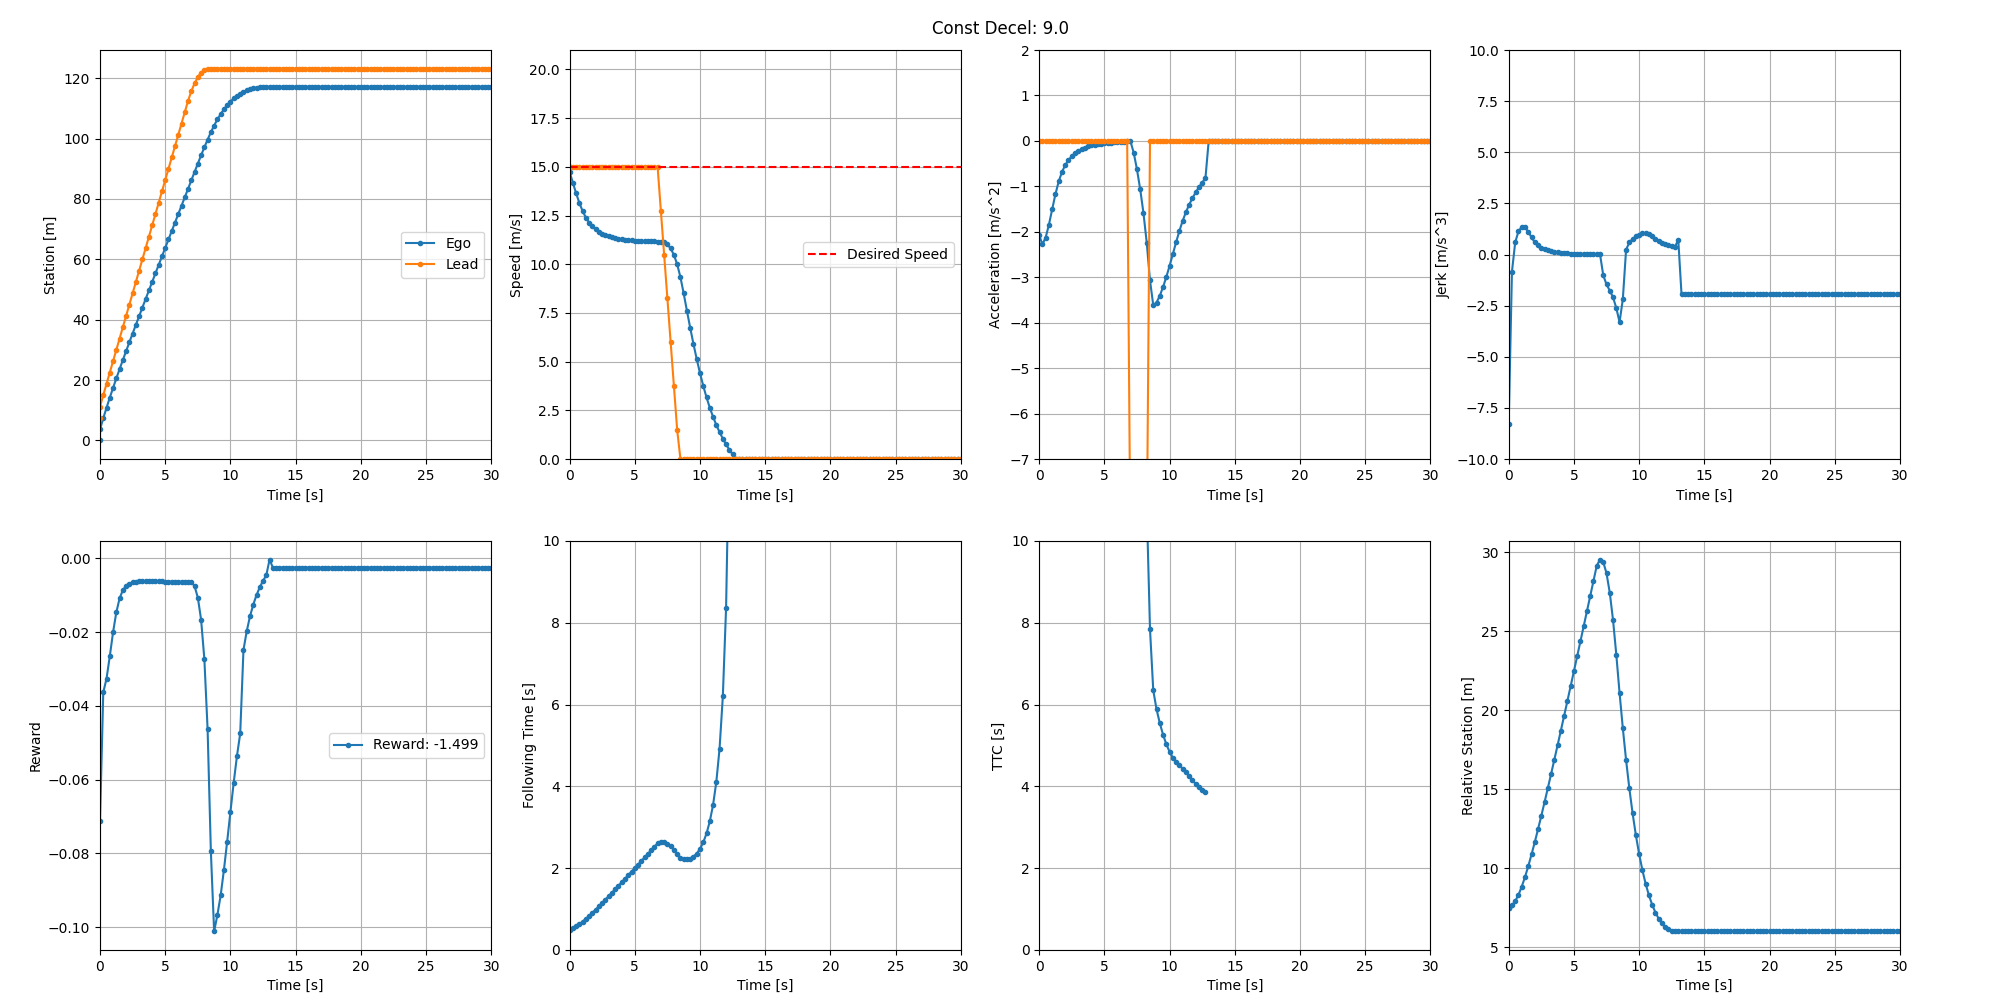 Const Decel: 9.0
Station [m]
120
100
80
60
40
20
0
Ego
Lead
0 5 10 15 20 25 30
Time [s]
Speed [m/s]
20.0
17.5
15.0
12.5
10.0
7.5
5.0
2.5
0.0
Desired Speed
0 5 10 15 20 25 30
Time [s]
Acceleration [m/s^2]
2
1
0
−1
−2
−3
−4
−5
−6
−7
0 5 10 15 20 25 30
Time [s]
Jerk [m/s^3]
10.0
7.5
5.0
2.5
0.0
−2.5
−5.0
−7.5
−10.0
0 5 10 15 20 25 30
Time [s]
Reward
0.00
−0.02
−0.04
−0.06
−0.08
−0.10
Reward: -1.499
0 5 10 15 20 25 30
Time [s]
Following Time [s]
10
8
6
4
2
0
0 5 10 15 20 25 30
Time [s]
TTC [s]
10
8
6
4
2
0
0 5 10 15 20 25 30
Time [s]
Relative Station [m]
30
25
20
15
10
5
0 5 10 15 20 25 30
Time [s]